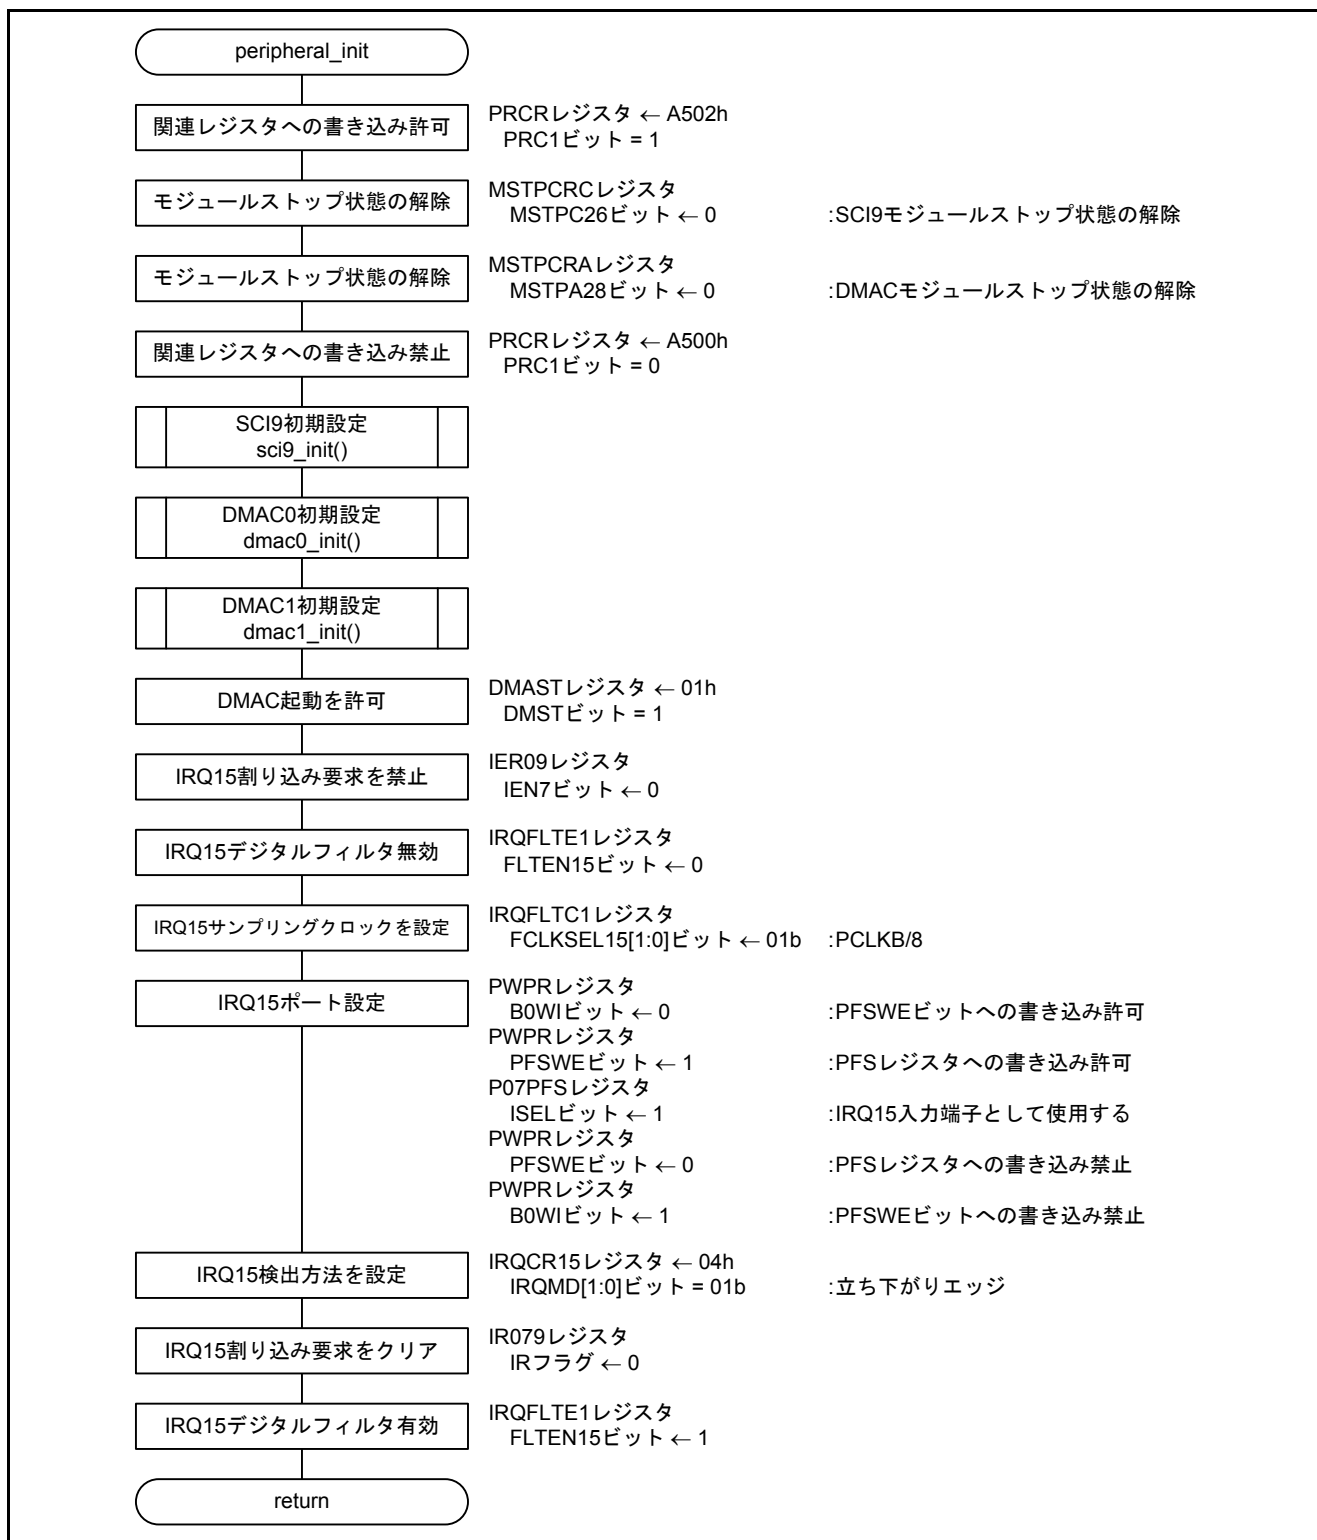 peripheral_init
関連レジスタへの書き込み許可
PRCRレジスタ ← A502h
PRC1ビット = 1
モジュールストップ状態の解除
MSTPCRCレジスタ
MSTPC26ビット ← 0 :SCI9モジュールストップ状態の解除
モジュールストップ状態の解除
MSTPCRAレジスタ
MSTPA28ビット ← 0 :DMACモジュールストップ状態の解除
関連レジスタへの書き込み禁止
PRCRレジスタ ← A500h
PRC1ビット = 0
SCI9初期設定
sci9_init()
DMAC0初期設定
dmac0_init()
DMAC1初期設定
dmac1_init()
DMAC起動を許可
DMASTレジスタ ← 01h
DMSTビット = 1
IRQ15割り込み要求を禁止
IER09レジスタ
IEN7ビット ← 0
IRQ15デジタルフィルタ無効
IRQFLTE1レジスタ
FLTEN15ビット ← 0
IRQ15サンプリングクロックを設定
IRQFLTC1レジスタ
FCLKSEL15[1:0]ビット ← 01b :PCLKB/8
IRQ15ポート設定
PWPRレジスタ
B0WIビット ← 0 :PFSWEビットへの書き込み許可
PWPRレジスタ
PFSWEビット ← 1 :PFSレジスタへの書き込み許可
P07PFSレジスタ
ISELビット ← 1 :IRQ15入力端子として使用する
PWPRレジスタ
PFSWEビット ← 0 :PFSレジスタへの書き込み禁止
PWPRレジスタ
B0WIビット ← 1 :PFSWEビットへの書き込み禁止
IRQ15検出方法を設定
IRQCR15レジスタ ← 04h
IRQMD[1:0]ビット = 01b :立ち下がりエッジ
IRQ15割り込み要求をクリア
IR079レジスタ
IRフラグ ← 0
IRQ15デジタルフィルタ有効
IRQFLTE1レジスタ
FLTEN15ビット ← 1
return